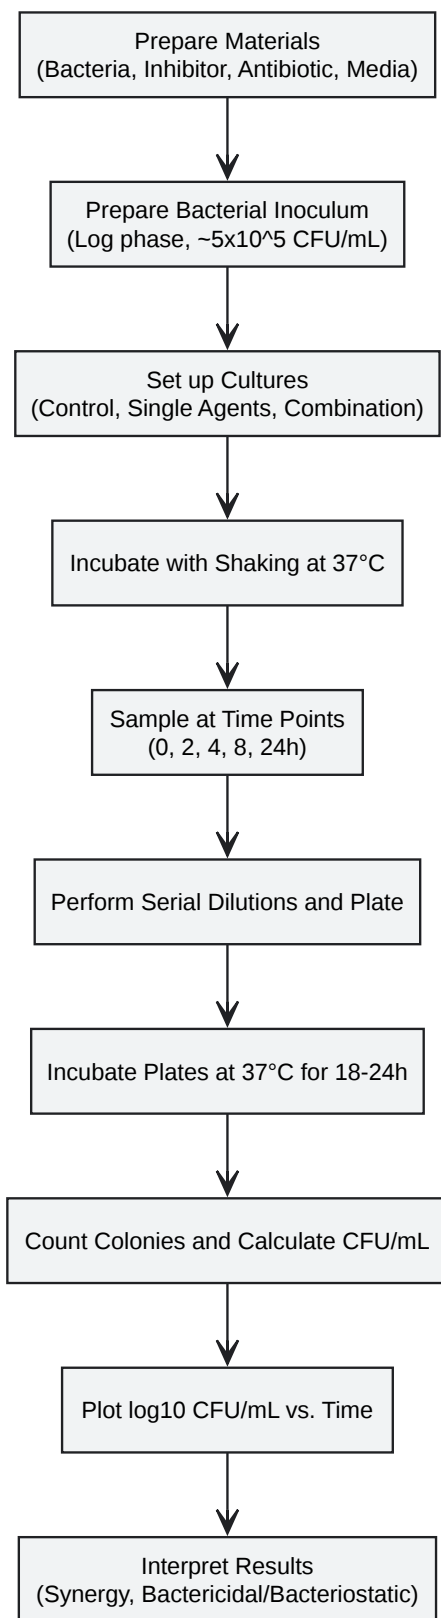 Prepare Materials
(Bacteria, Inhibitor, Antibiotic, Media)
Prepare Bacterial Inoculum
(Log phase, ~5x10^5 CFU/mL)
Set up Cultures
(Control, Single Agents, Combination)
Incubate with Shaking at 37°C
Sample at Time Points
(0, 2, 4, 8, 24h)
Perform Serial Dilutions and Plate
Incubate Plates at 37°C for 18-24h
Count Colonies and Calculate CFU/mL
Plot log10 CFU/mL vs. Time
Interpret Results
(Synergy, Bactericidal/Bacteriostatic)